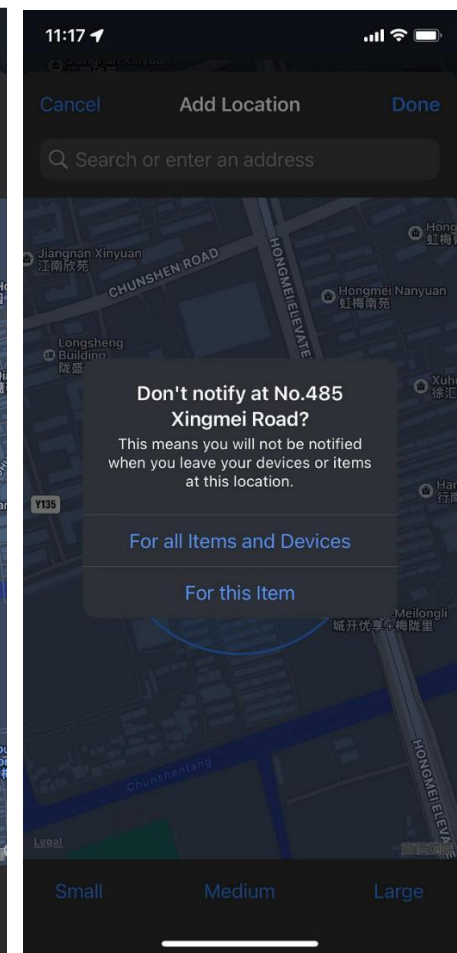 11:17
Cancel
Add Location
Done
Search or enter an address
Jiangnan Xinyuan
江南欣苑
CHUNSHEN ROAD
HONGMEI ELEVATE
Hongmei Nanyuan
虹梅南苑
Longsheng
Building
Don't notify at No.485
Xingmei Road?
This means you will not be notified
when you leave your devices or items
at this location.
Y135
For all Items and Devices
For this Item
Meilongli
城开优享+梅陇里
Chunshentang
HONGMEI ELEVA
Legal
Small
Medium
Large